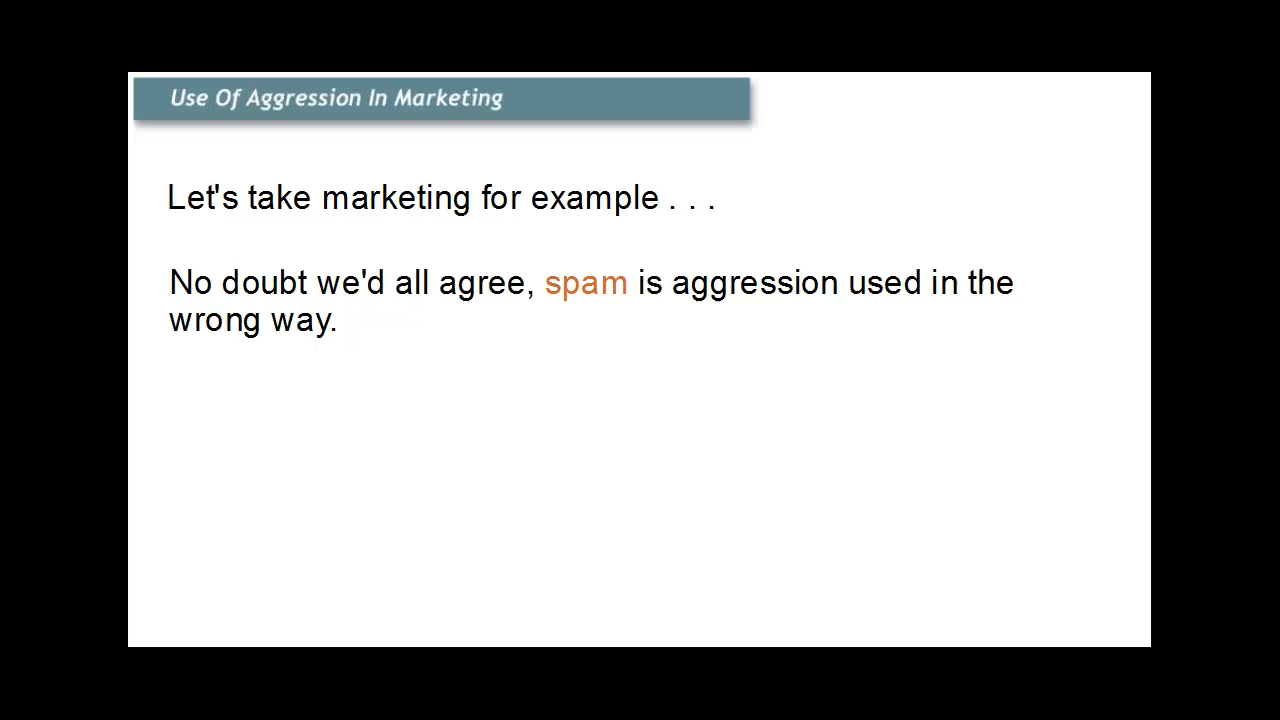 Use Of Aggression In Marketing
Let's take marketing for example . . .
No doubt we'd all agree, spam is aggression used in the
wrong way.